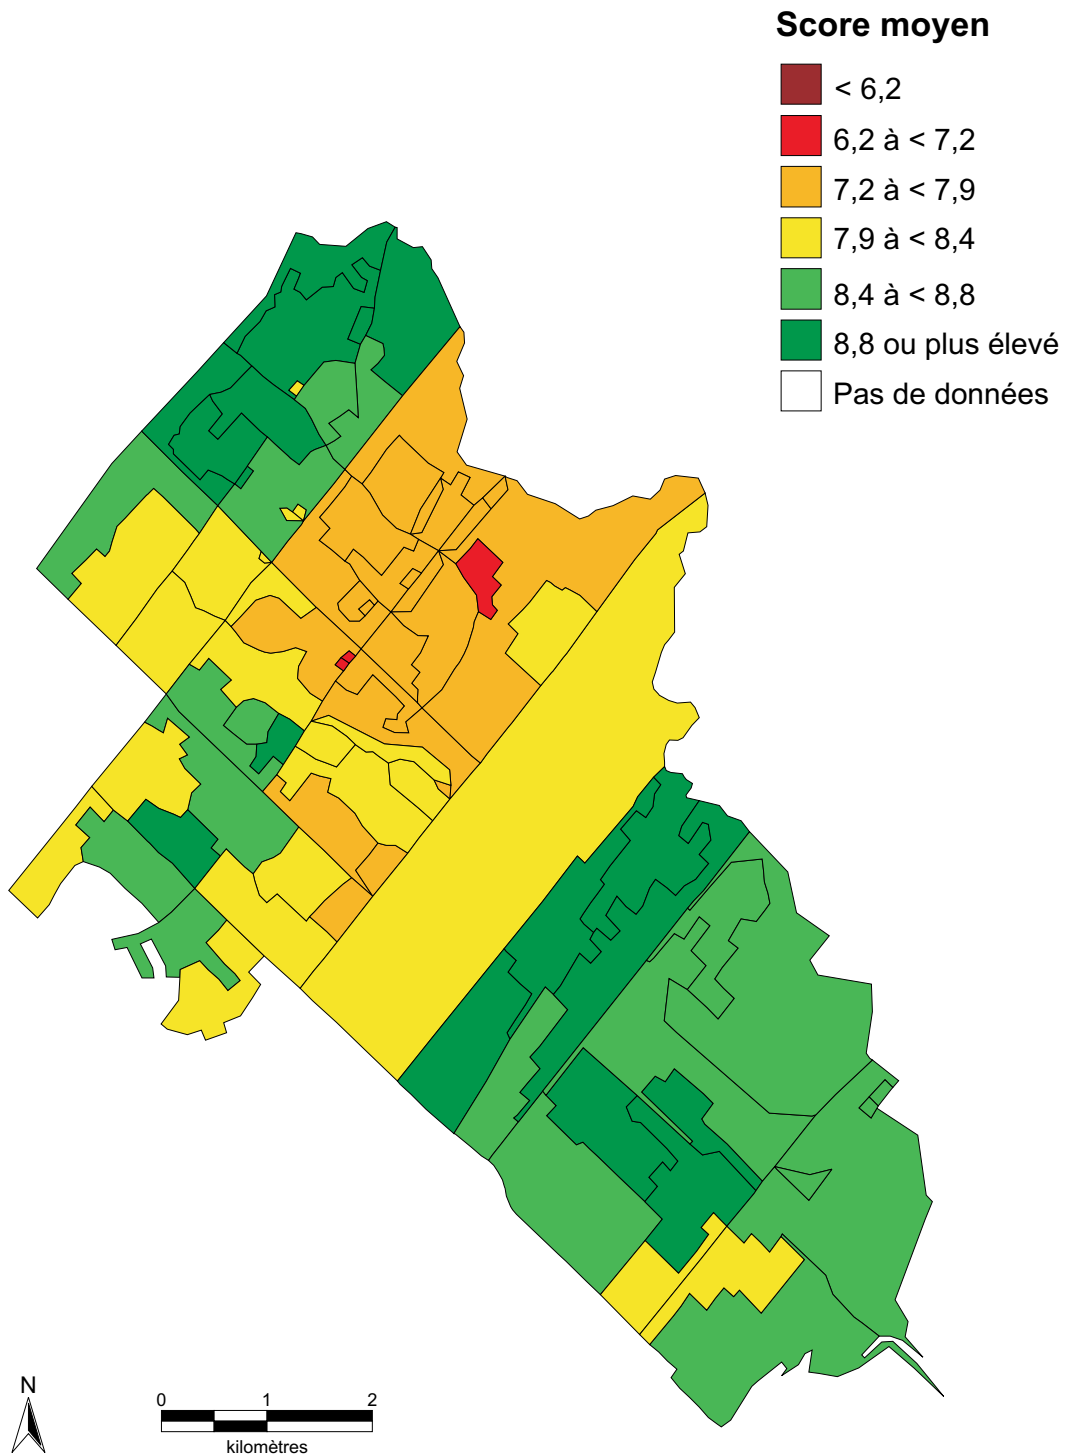 Score moyen
< 6,2
6,2 à < 7,2
7,2 à < 7,9
7,9 à < 8,4
8,4 à < 8,8
8,8 ou plus élevé
Pas de données
N
0 1 2
kilomètres